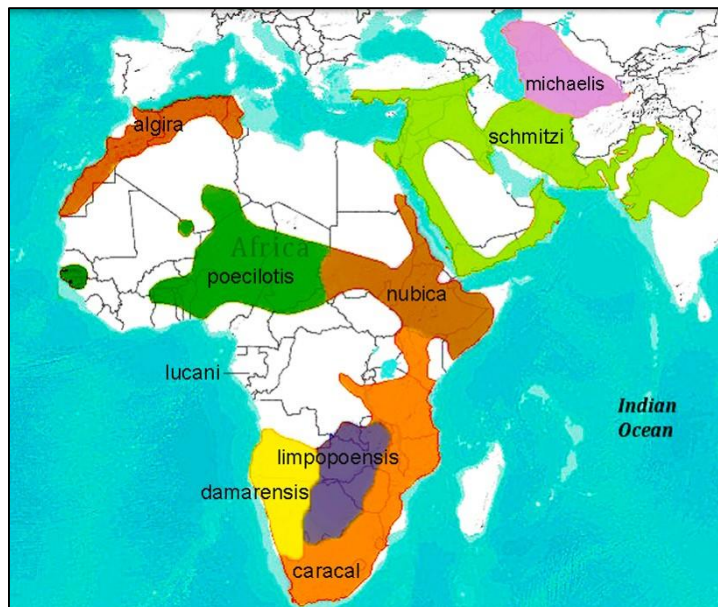 michaelis
algira
schmitzi
Africa
poecilotis
nubica
lucani
Indian
Ocean
limpopoensis
damarensis
caracal